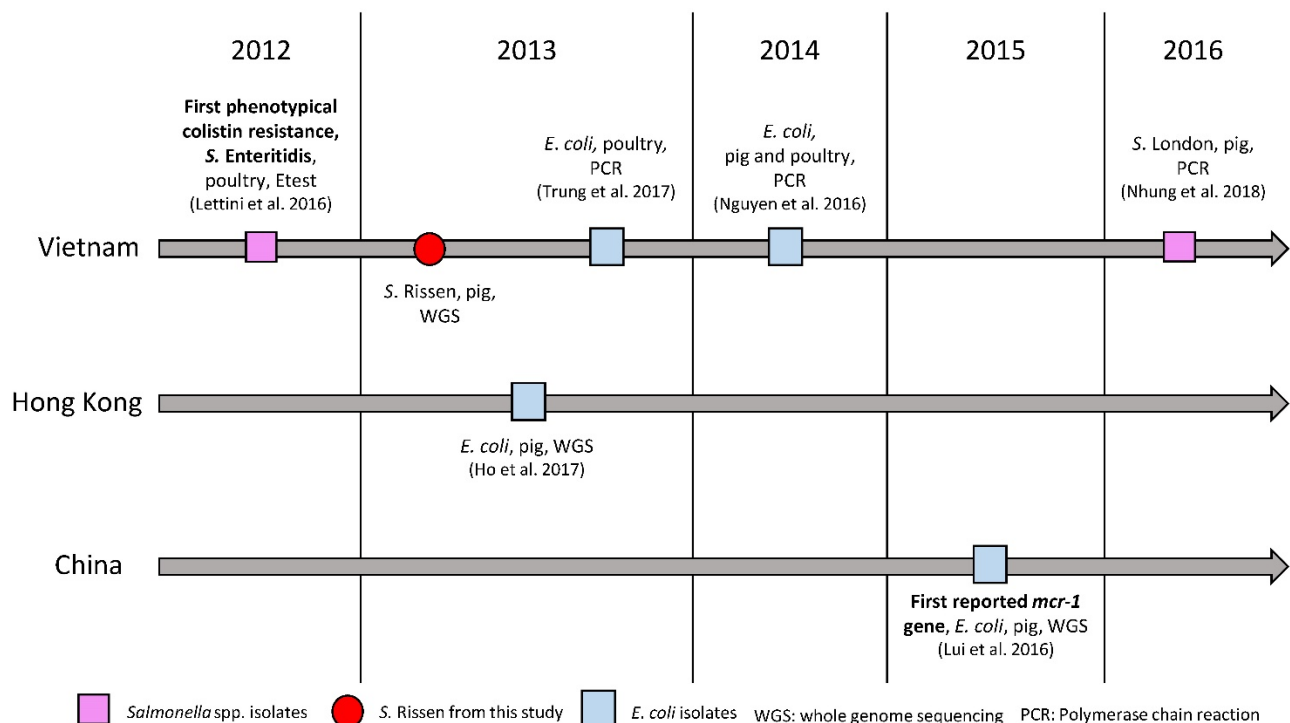 2012 2013 2014 2015 2016
First phenotypical
colistin resistance,
S. Enteritidis,
poultry, Etest
(Lettini et al. 2016)
E. coli, poultry,
PCR
(Trung et al. 2017)
E. coli,
pig and poultry,
PCR
(Nguyen et al. 2016)
S. London, pig,
PCR
(Nhung et al. 2018)
Vietnam
S. Rissen, pig,
WGS
Hong Kong
E. coli, pig, WGS
(Ho et al. 2017)
China
First reported mcr-1
gene, E. coli, pig, WGS
(Lui et al. 2016)
Salmonella spp. isolates S. Rissen from this study E. coli isolates WGS: whole genome sequencing PCR: Polymerase chain reaction